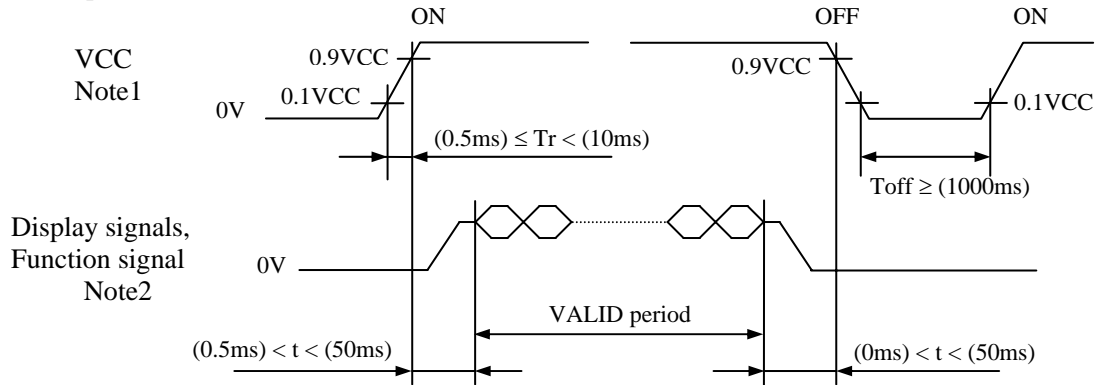 ON OFF ON
VCC
Note1
0.9VCC
0.9VCC
0.1VCC
0.1VCC
0V
(0.5ms) ≤ Tr < (10ms)
Toff ≥ (1000ms)
Display signals,
Function signal
Note2
0V
VALID period
(0.5ms) < t < (50ms)
(0ms) < t < (50ms)